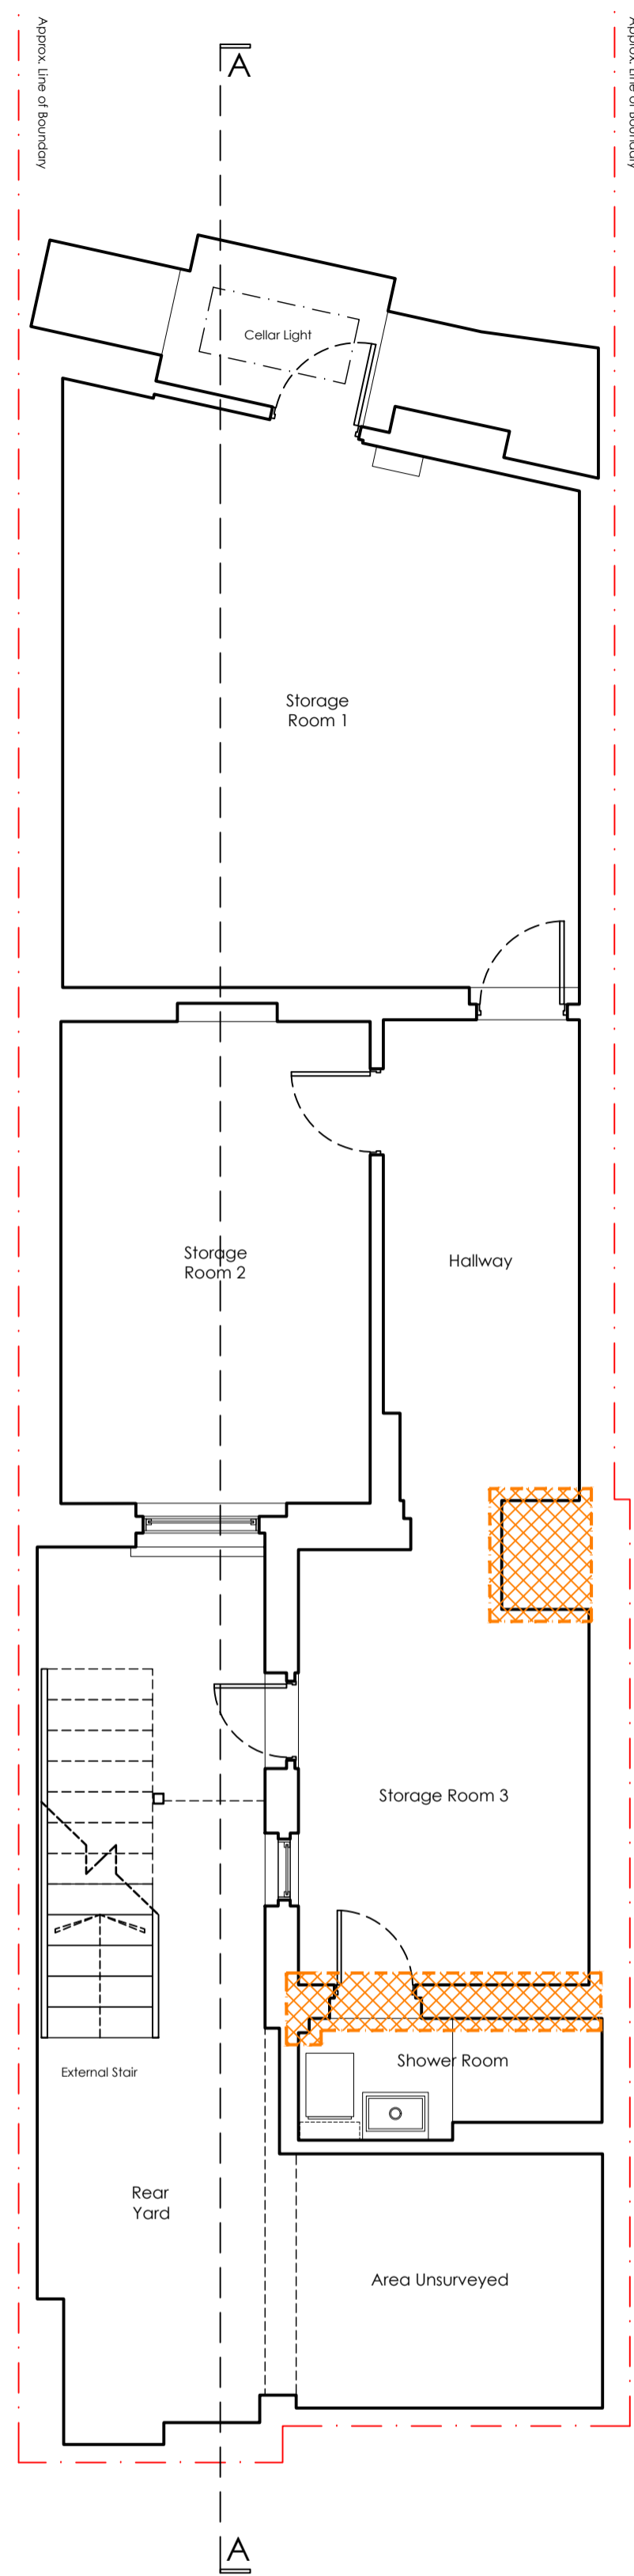 Approx. Line of Boundary
Approx. Line of Boundary
A
Cellar Light
Storage
Room 1
Storage
Room 2
Hallway
Storage Room 3
External Stair
Shower Room
Rear
Yard
Area Unsurveyed
A